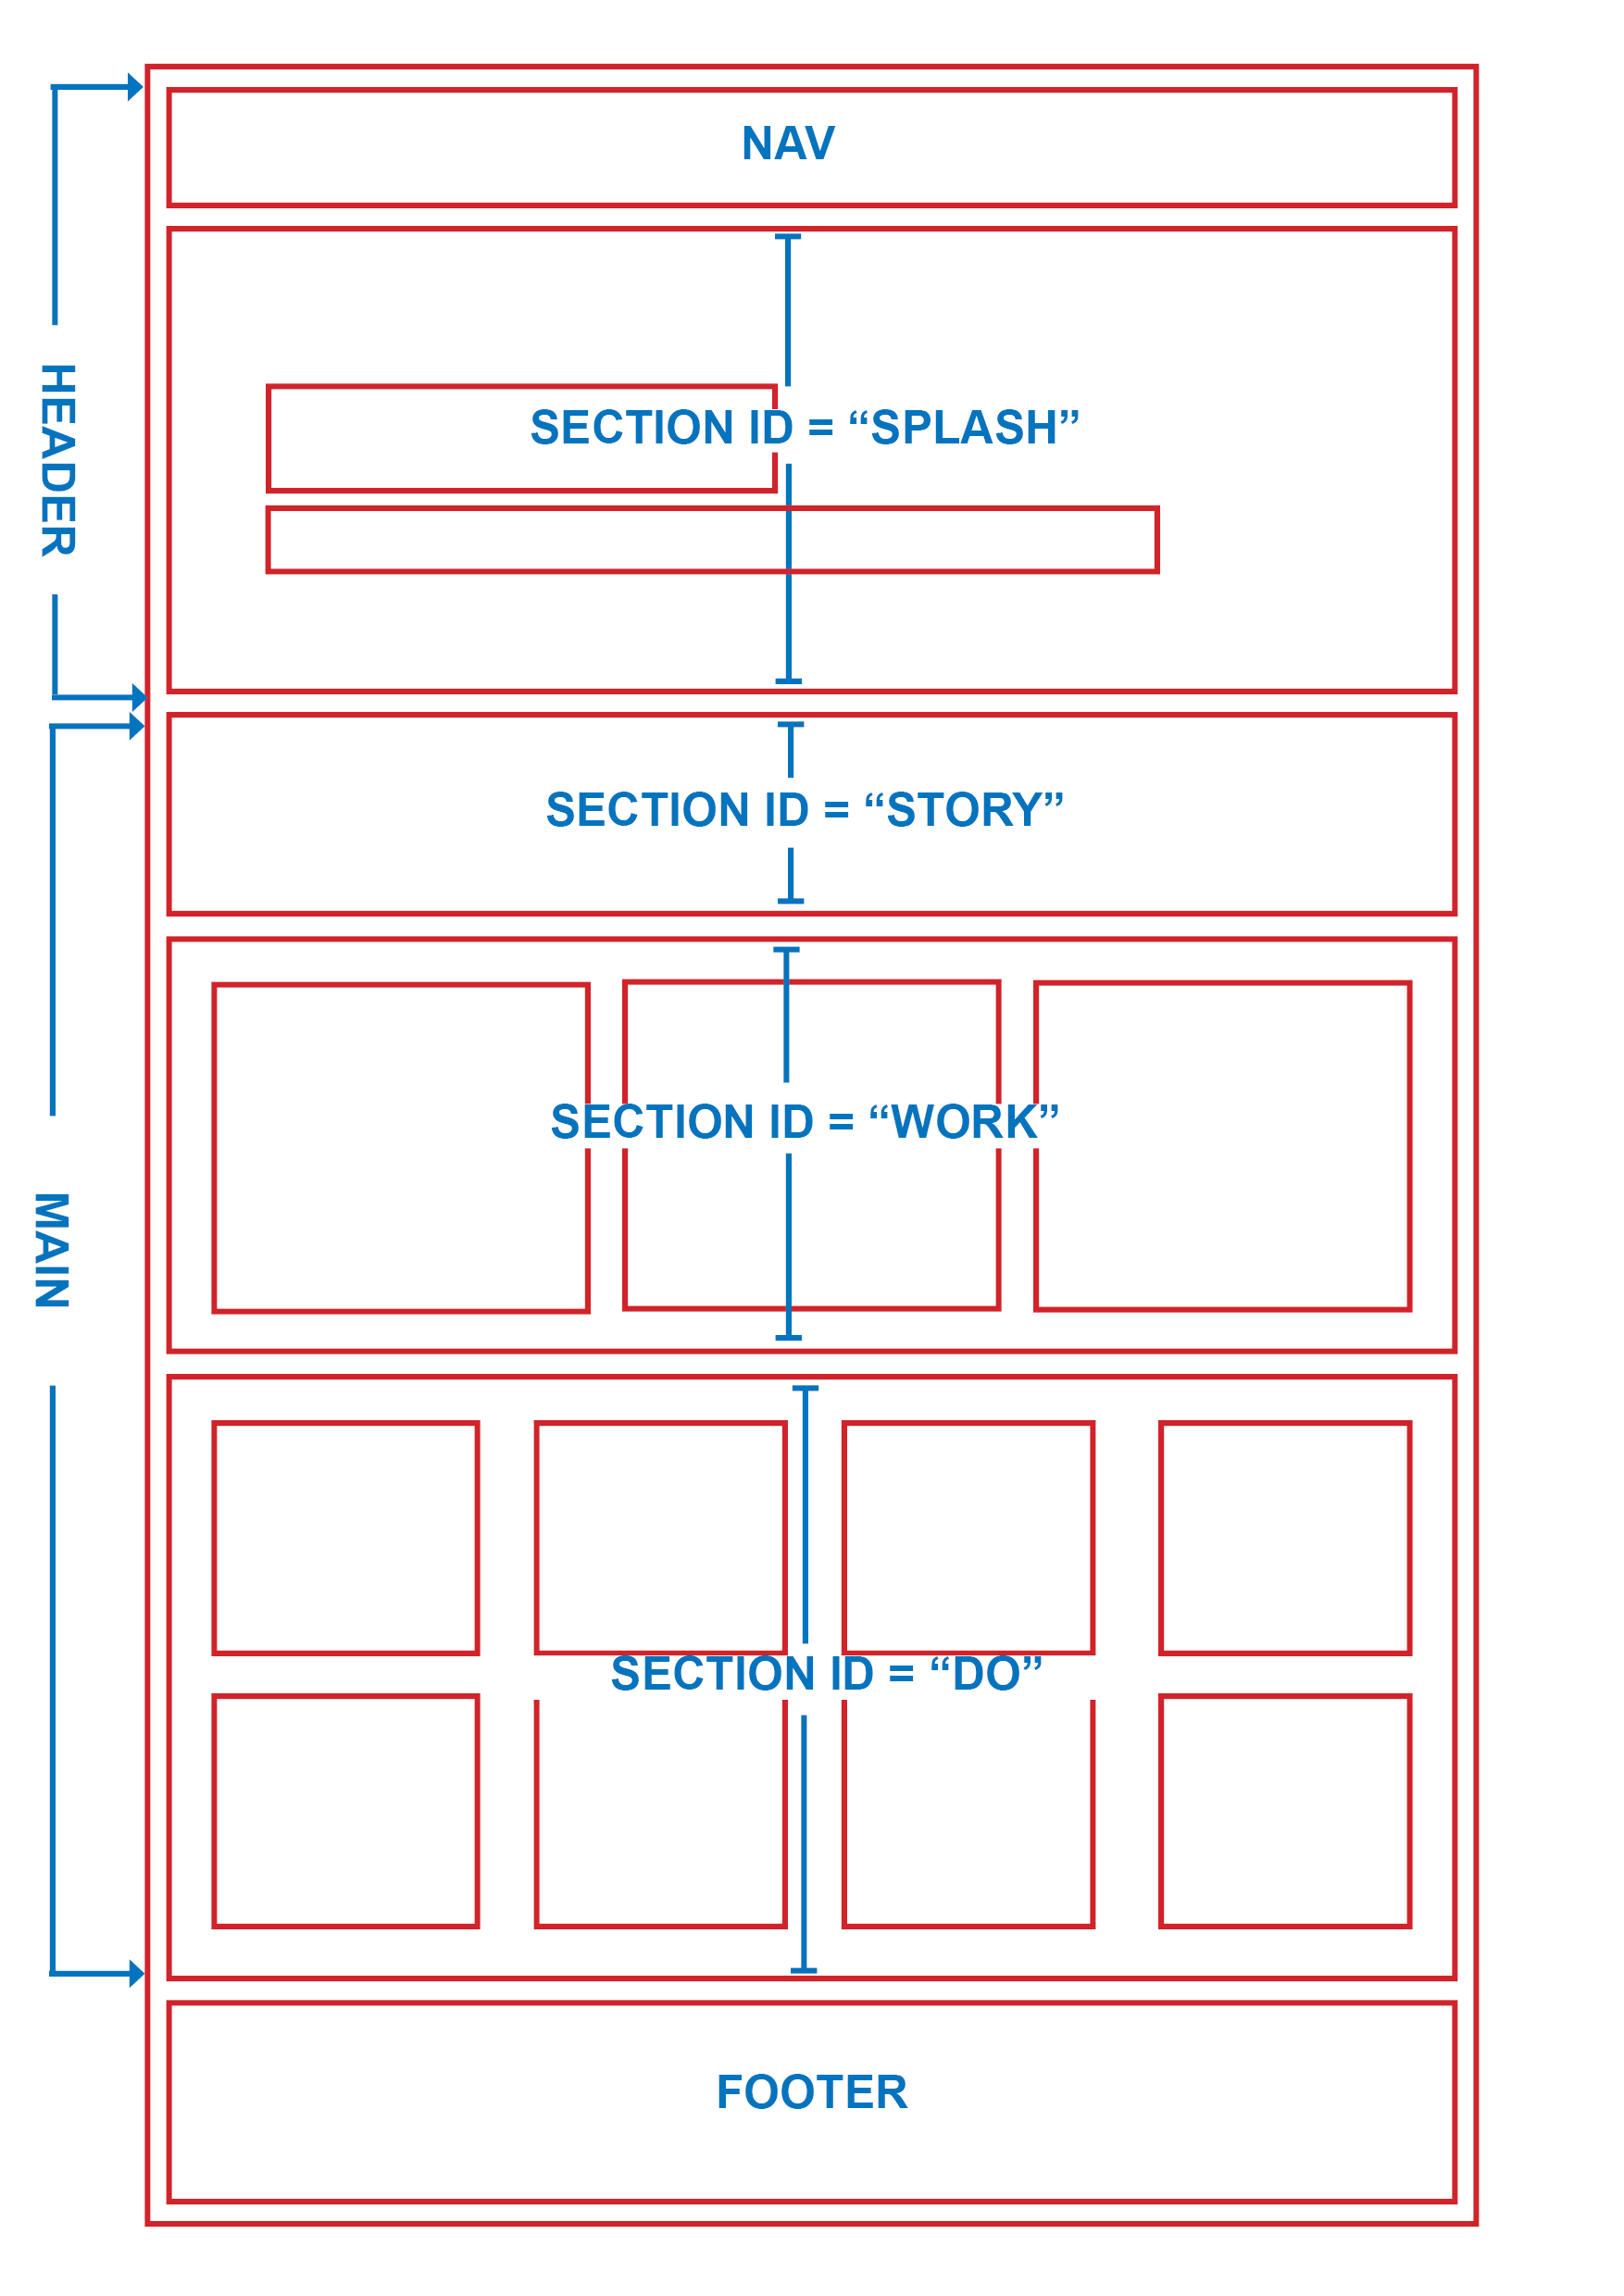 NAV
HEADER
SECTION ID = “SPLASH”
SECTION ID = “STORY”
MAIN
SECTION ID = “WORK”
SECTION ID = “DO”
FOOTER